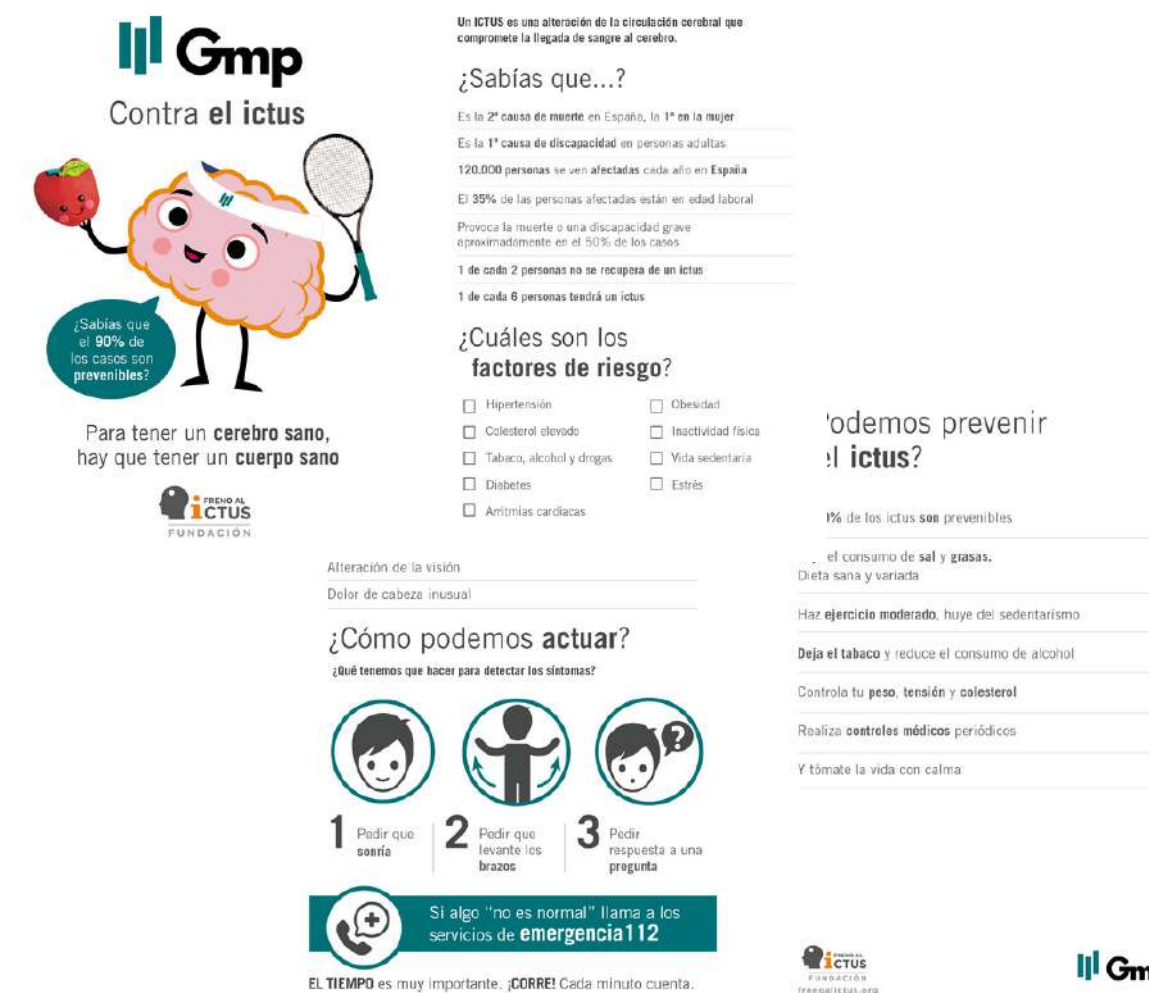 Gmp
Contra el ictus
¿Sabías que
el 90% de
los casos son
prevenibles?
Para tener un cerebro sano,
hay que tener un cuerpo sano
FRENO AL
iCTUS
FUNDACIÓN
Un ICTUS es una alteración de la circulación cerebral que
compromete la llegada de sangre al cerebro.
¿Sabías que...?
Es la 2ª causa de muerte en España, la 1ª en la mujer
Es la 1ª causa de discapacidad en personas adultas
120.000 personas se ven afectadas cada año en España
El 35% de las personas afectadas están en edad laboral
Provoca la muerte o una discapacidad grave
aproximadamente en el 50% de los casos
1 de cada 2 personas no se recupera de un ictus
1 de cada 6 personas tendrá un ictus
¿Cuáles son los
factores de riesgo?
Hipertensión
Colesterol elevado
Tabaco, alcohol y drogas
Diabetes
Arritmias cardiacas
Obesidad
Inactividad física
Vida sedentaria
Estrés
Alteración de la visión
Dolor de cabeza inusual
¿Cómo podemos actuar?
¿Qué tenemos que hacer para detectar los síntomas?
?
1 Pedir que
sonría
2 Pedir que
levante los
brazos
3 Pedir
respuesta a una
pregunta
Si algo "no es normal" llama a los
servicios de emergencia112
EL TIEMPO es muy importante. ¡CORRE! Cada minuto cuenta.
odemos prevenir
el ictus?
% de los ictus son prevenibles
el consumo de sal y grasas.
Dieta sana y variada
Haz ejercicio moderado, huye del sedentarismo
Deja el tabaco y reduce el consumo de alcohol
Controla tu peso, tensión y colesterol
Realiza controles médicos periódicos
Y tómate la vida con calma
FRENO AL
iCTUS
FUNDACIÓN
frenoalictus.org
Gm